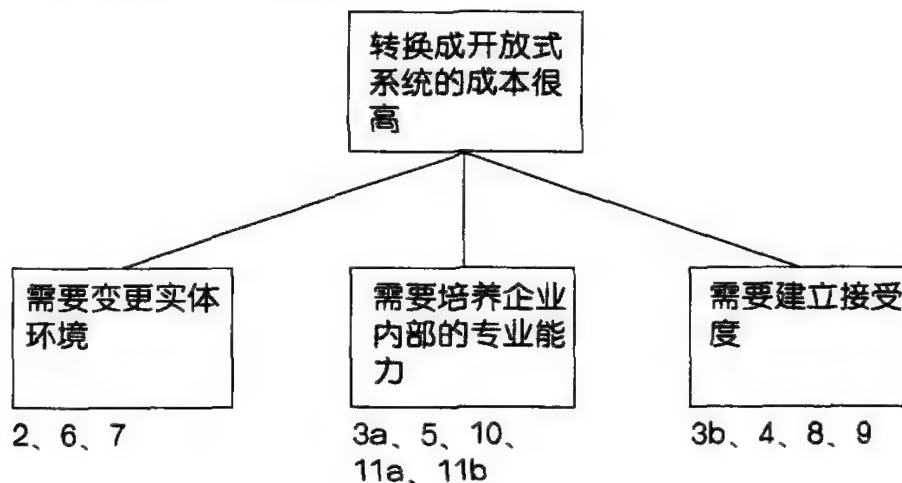 转换成开放式
系统的成本很
高
需要变更实体
环境
2、6、7
需要培养企业
内部的专业能
力
3a、5、10、
11a、11b
需要建立接受
度
3b、4、8、9